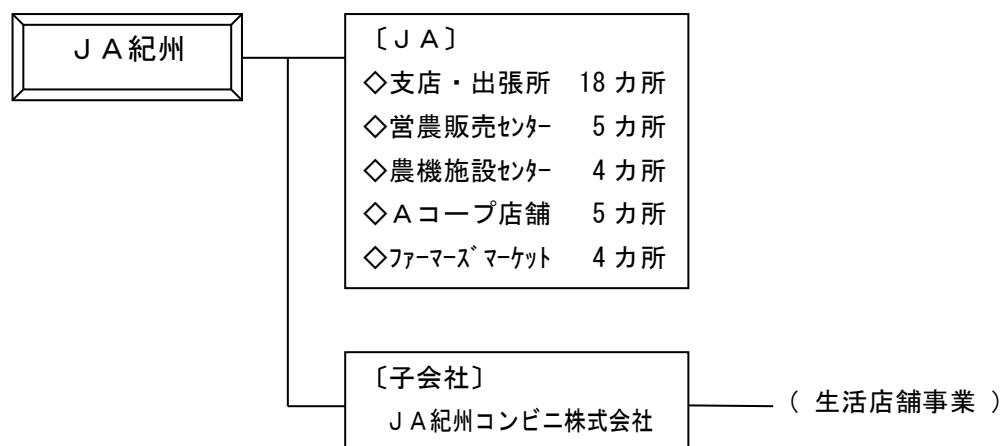 ＪＡ紀州
〔ＪＡ〕
◇支店・出張所 18カ所
◇営農販売ｾﾝﾀｰ 5カ所
◇農機施設ｾﾝﾀｰ 4カ所
◇Ａコープ店舗 5カ所
◇ﾌｧｰﾏｰｽﾞﾏｰｹｯﾄ 4カ所
〔子会社〕
ＪＡ紀州コンビニ株式会社
（ 生活店舗事業 ）